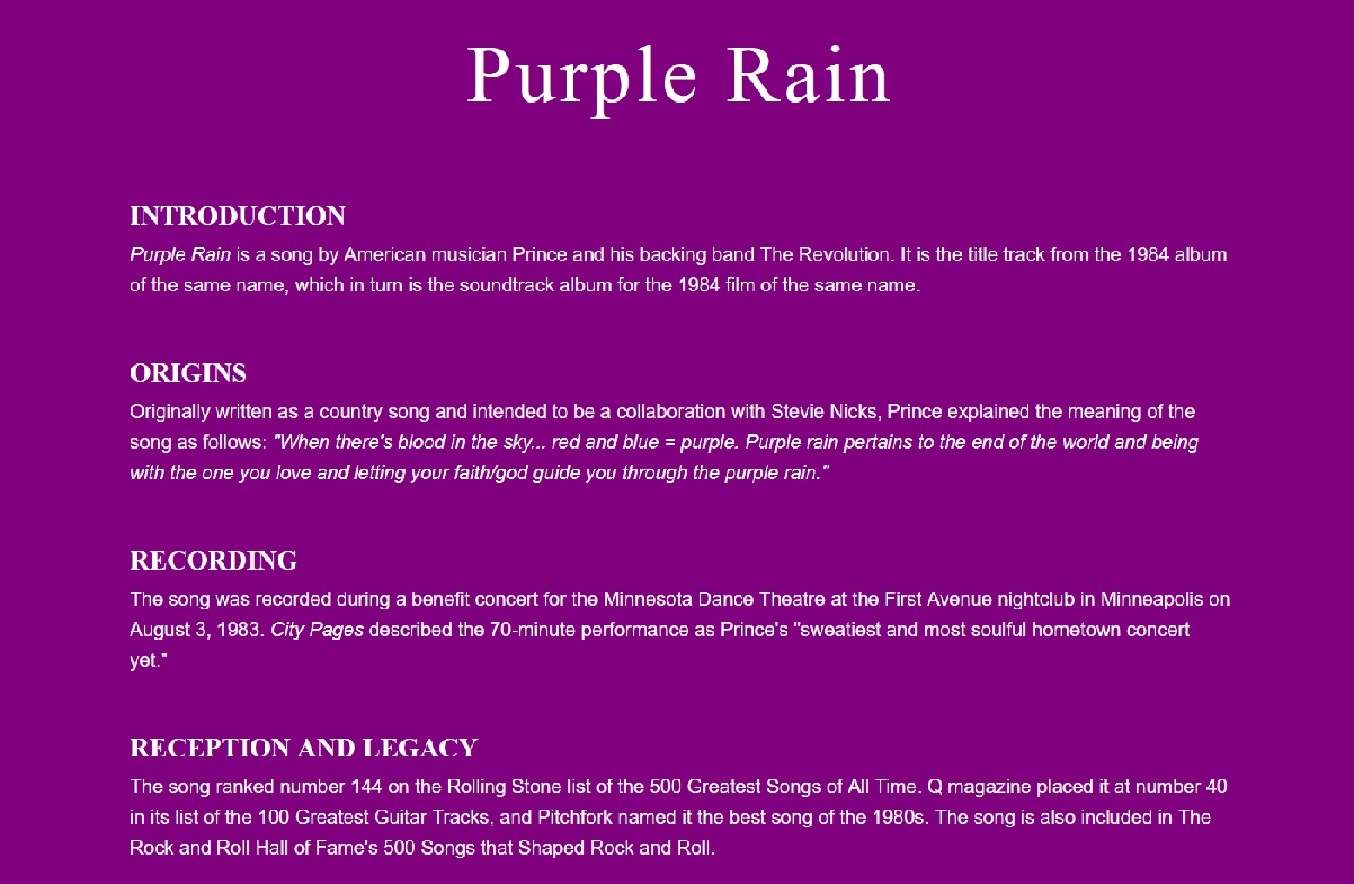 Purple Rain
INTRODUCTION
Purple Rain is a song by American musician Prince and his backing band The Revolution. It is the title track from the 1984 album
of the same name, which in turn is the soundtrack album for the 1984 film of the same name.
ORIGINS
Originally written as a country song and intended to be a collaboration with Stevie Nicks, Prince explained the meaning of the
song as follows: "When there's blood in the sky... red and blue = purple. Purple rain pertains to the end of the world and being
with the one you love and letting your faith/god guide you through the purple rain."
RECORDING
The song was recorded during a benefit concert for the Minnesota Dance Theatre at the First Avenue nightclub in Minneapolis on
August 3, 1983. City Pages described the 70-minute performance as Prince's "sweatiest and most soulful hometown concert
yet."
RECEPTION AND LEGACY
The song ranked number 144 on the Rolling Stone list of the 500 Greatest Songs of All Time. Q magazine placed it at number 40
in its list of the 100 Greatest Guitar Tracks, and Pitchfork named it the best song of the 1980s. The song is also included in The
Rock and Roll Hall of Fame's 500 Songs that Shaped Rock and Roll.